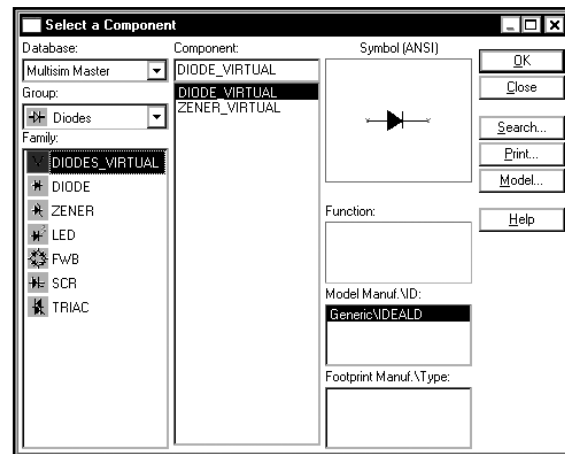 Select a Component
Database:
Multisim Master
Group:
Diodes
Family:
DIODES_VIRTUAL
DIODE
ZENER
LED
FWB
SCR
TRIAC
Component:
DIODE_VIRTUAL
DIODE_VIRTUAL
ZENER_VIRTUAL
Symbol (ANSI)
Function:
Model Manuf.\ID:
Generic\IDEALD
Footprint Manuf.\Type:
OK
Close
Search...
Print...
Model...
Help